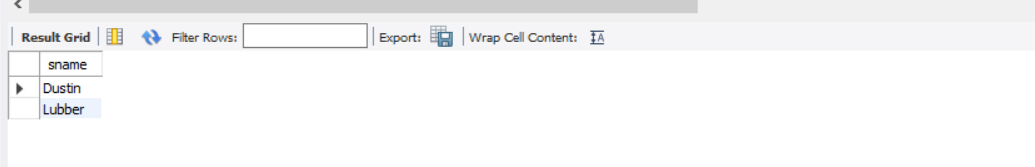 Result Grid Filter Rows: Export: Wrap Cell Content:
sname
Dustin
Lubber